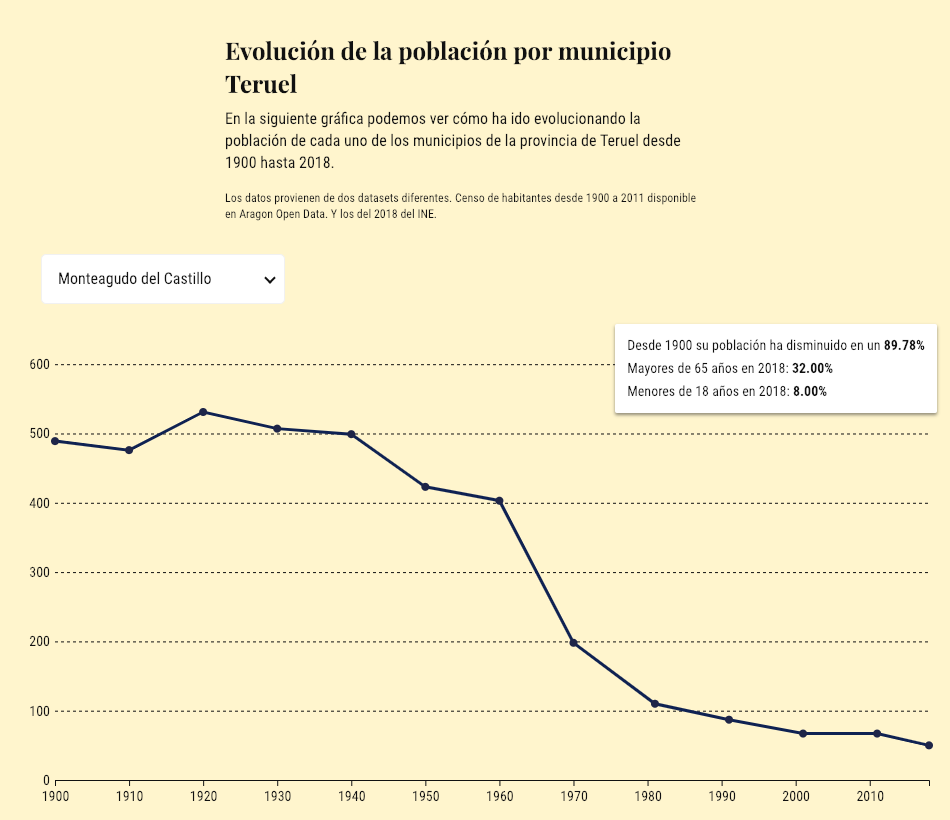 Evolución de la población por municipio
Teruel
En la siguiente gráfica podemos ver cómo ha ido evolucionando la
población de cada uno de los municipios de la provincia de Teruel desde
1900 hasta 2018.
Los datos provienen de dos datasets diferentes. Censo de habitantes desde 1900 a 2011 disponible
en Aragon Open Data. Y los del 2018 del INE.
Monteagudo del Castillo
Desde 1900 su población ha disminuido en un 89.78%
Mayores de 65 años en 2018: 32.00%
Menores de 18 años en 2018: 8.00%
600
500
400
300
200
100
0
1900 1910 1920 1930 1940 1950 1960 1970 1980 1990 2000 2010